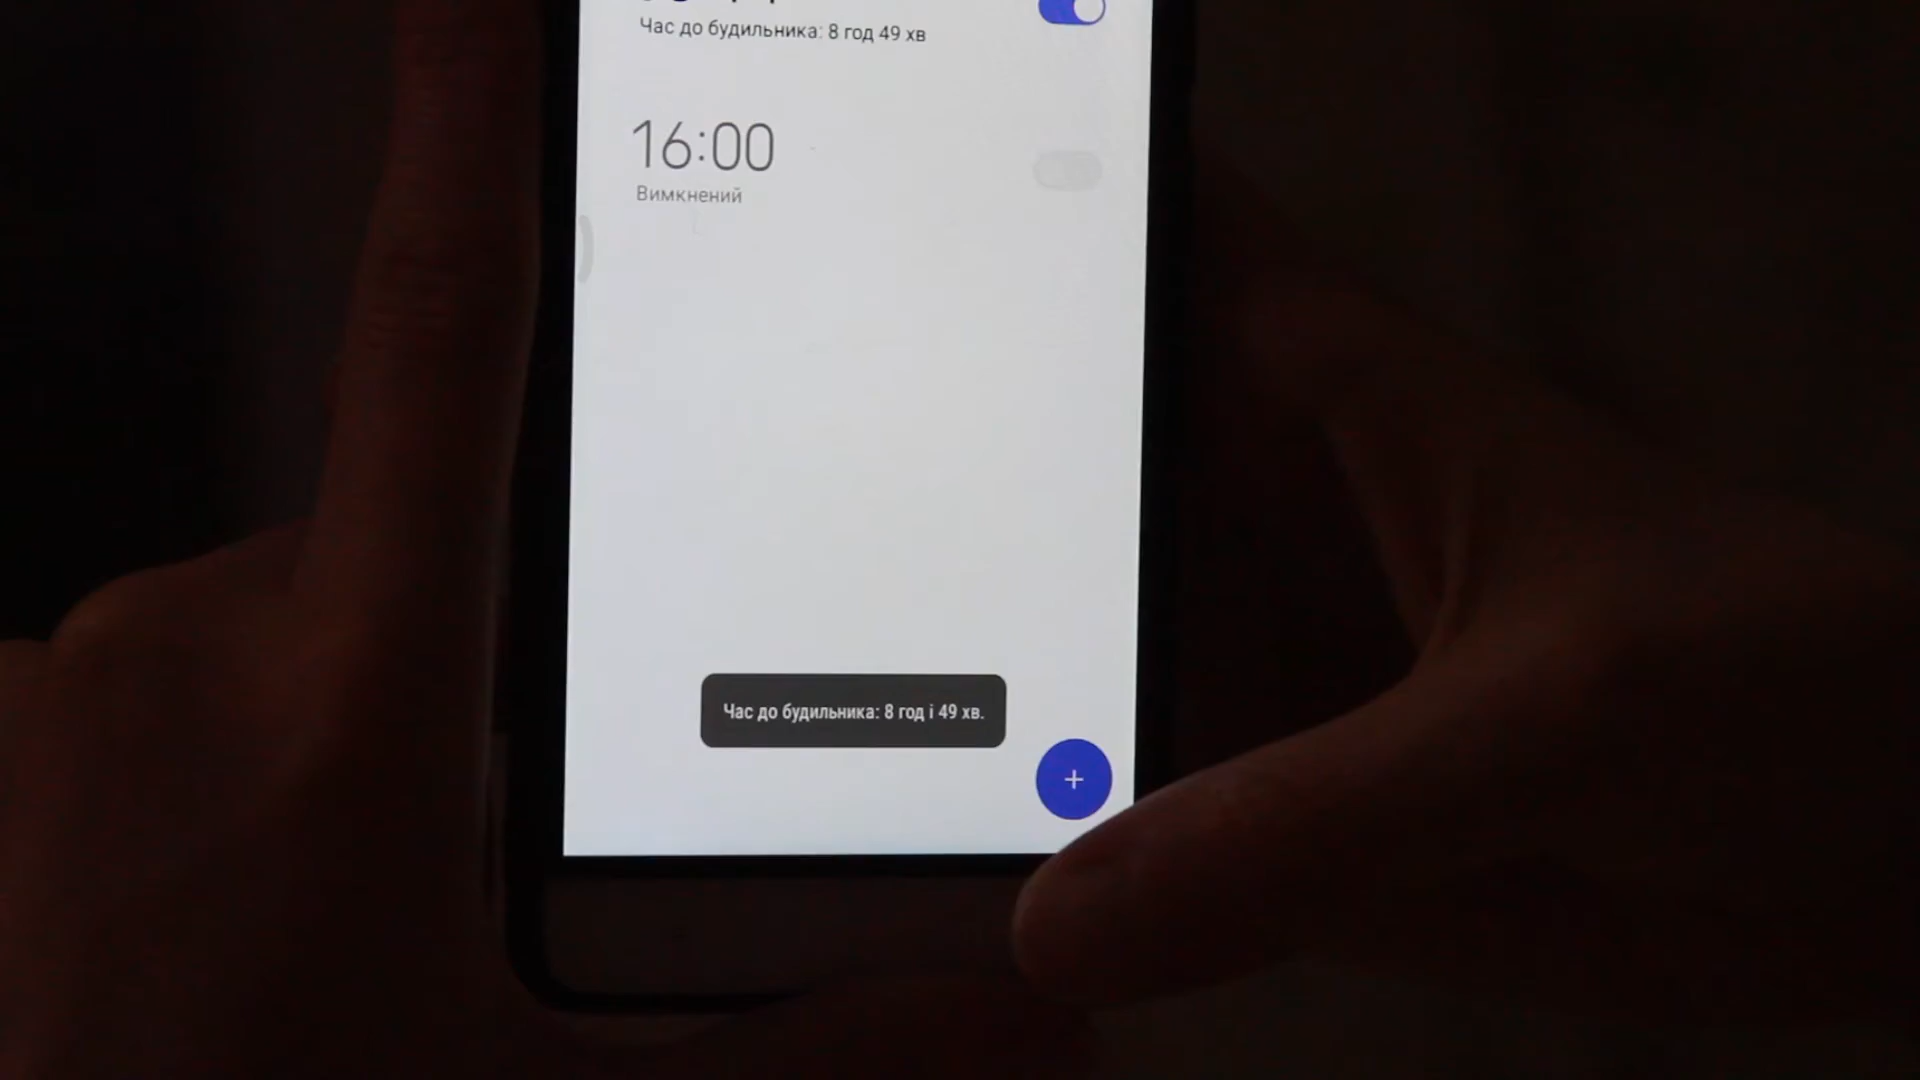 Час до будильника: 8 год 49 хв
16:00
Вимкнений
Час до будильника: 8 год і 49 хв.
+